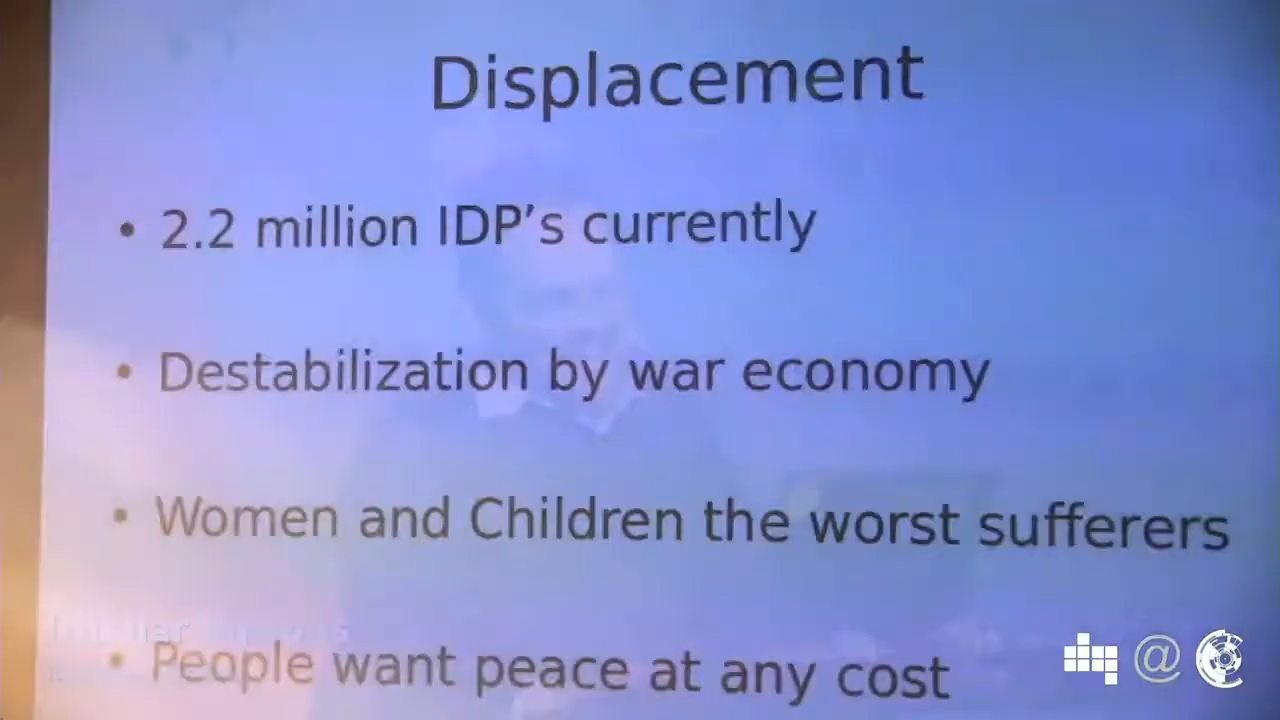 Displacement
• 2.2 million IDP’s currently
• Destabilization by war economy
• Women and Children the worst sufferers
• People want peace at any cost
@